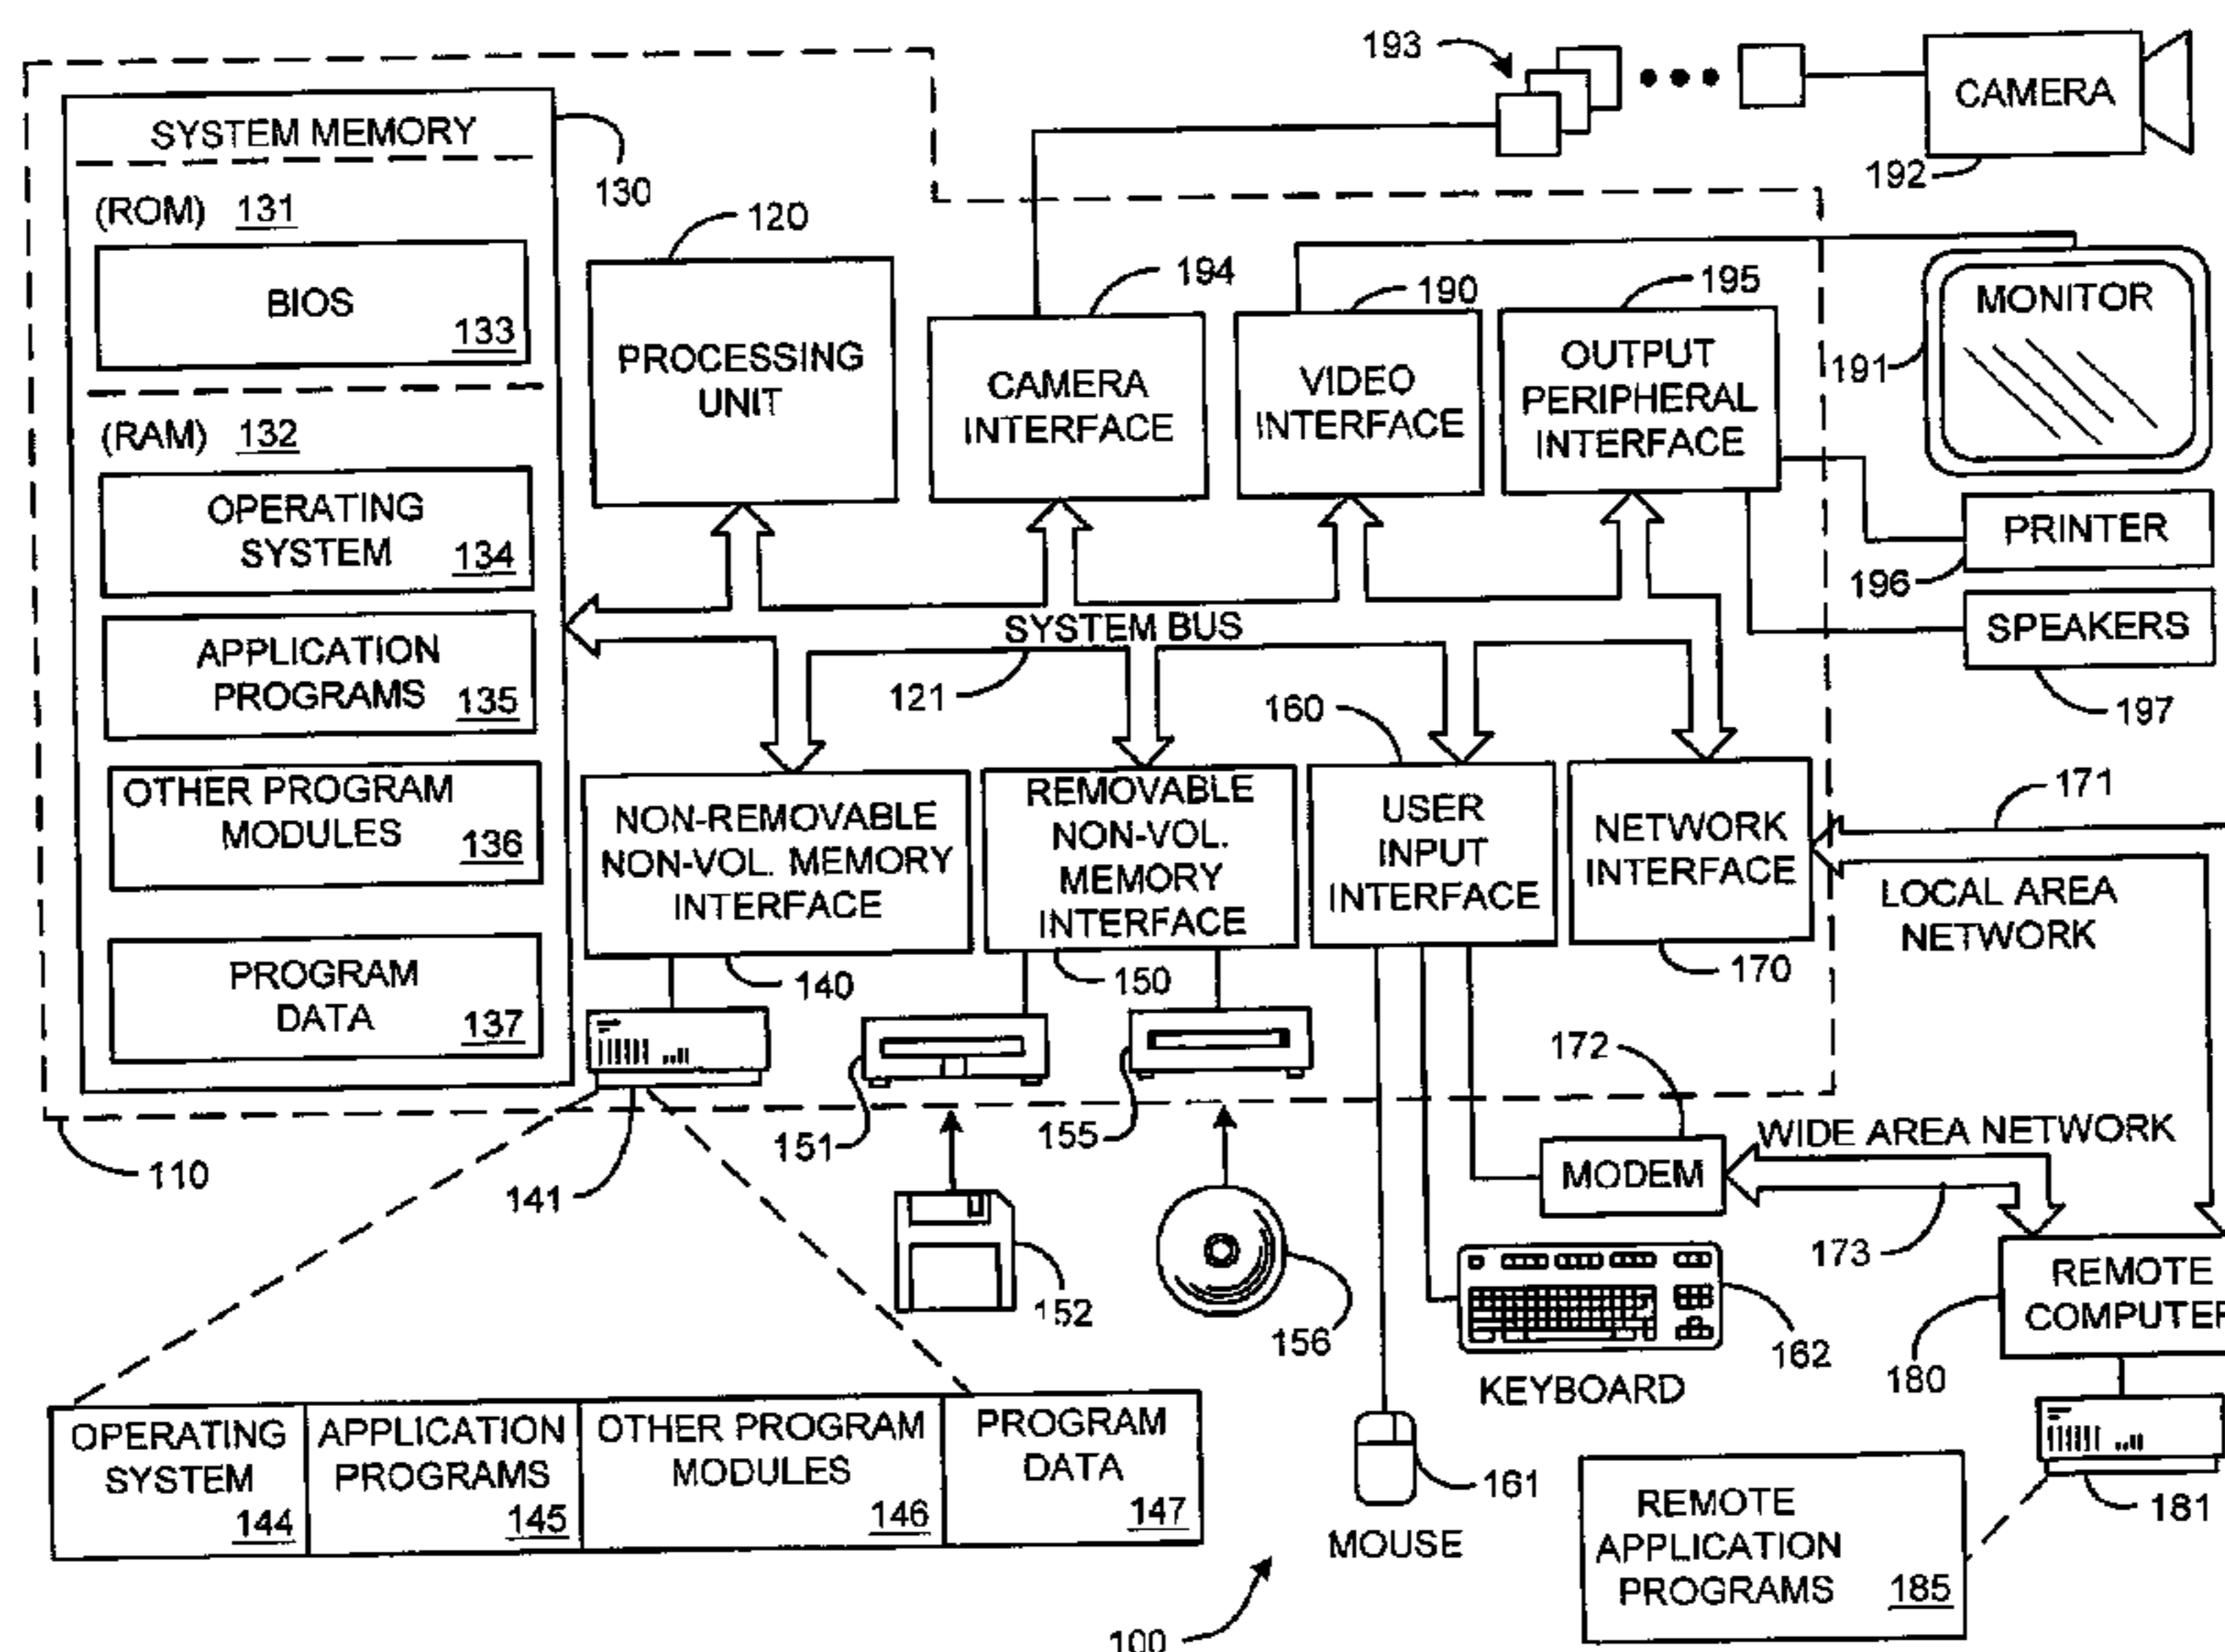 193
CAMERA
192
SYSTEM MEMORY
130
(ROM) 131
BIOS
133
(RAM) 132
OPERATING
SYSTEM
134
APPLICATION
PROGRAMS
135
OTHER PROGRAM
MODULES
136
PROGRAM
DATA
137
120
PROCESSING
UNIT
194
CAMERA
INTERFACE
190
VIDEO
INTERFACE
195
OUTPUT
PERIPHERAL
INTERFACE
MONITOR
191
PRINTER
196
SPEAKERS
197
SYSTEM BUS
121
NON-REMOVABLE
NON-VOL. MEMORY
INTERFACE
140
REMOVABLE
NON-VOL.
MEMORY
INTERFACE
150
160
USER
INPUT
INTERFACE
NETWORK
INTERFACE
170
171
LOCAL AREA
NETWORK
110
141
151
152
155
156
172
MODEM
WIDE AREA NETWORK
173
REMOTE
COMPUTER
180
181
162
KEYBOARD
161
MOUSE
OPERATING
SYSTEM
144
APPLICATION
PROGRAMS
145
OTHER PROGRAM
MODULES
146
PROGRAM
DATA
147
REMOTE
APPLICATION
PROGRAMS
185
100